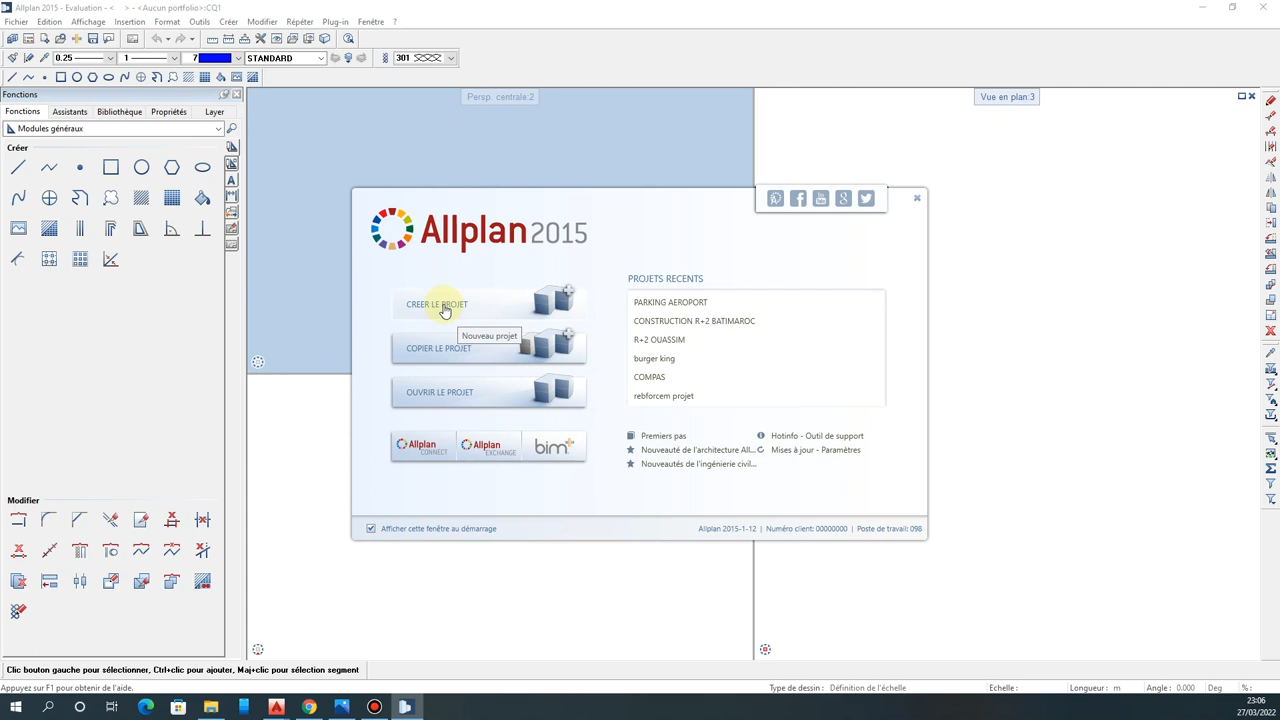 Allplan 2015 - Evaluation - < > - <Aucun portfolio>:CQ1
Fichier Edition Affichage Insertion Format Outils Créer Modifier Répéter Plug-in Fenêtre ?
0.25 1 7 STANDARD 301
Fonctions
Persp. centrale:2
Vue en plan:3
Fonctions Assistants Bibliothèque Propriétés Layer
Modules généraux
Créer
Allplan 2015
CREER LE PROJET
Nouveau projet
COPIER LE PROJET
OUVRIR LE PROJET
Allplan CONNECT
Allplan EXCHANGE
bim+
PROJETS RECENTS
PARKING AEROPORT
CONSTRUCTION R+2 BATIMAROC
R+2 OUASSIM
burger king
COMPAS
rebforcem projet
Premiers pas
Hotinfo - Outil de support
Nouveauté de l'architecture All...
Mises à jour - Paramètres
Nouveautés de l'ingénierie civil...
Afficher cette fenêtre au démarrage
Allplan 2015-1-12 | Numéro client: 00000000 | Poste de travail: 098
Modifier
Clic bouton gauche pour sélectionner, Ctrl+clic pour ajouter, Maj+clic pour sélection segment
Appuyez sur F1 pour obtenir de l'aide.
Type de dessin : Définition de l'échelle Echelle : Longueur : m Angle : 0.000 Deg % :
23:06
27/03/2022